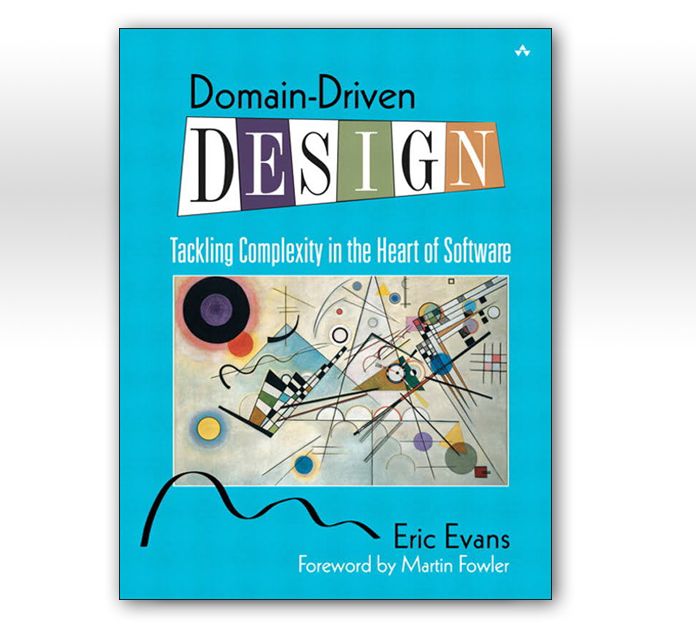 Domain-Driven
DESIGN
Tackling Complexity in the Heart of Software
Eric Evans
Foreword by Martin Fowler